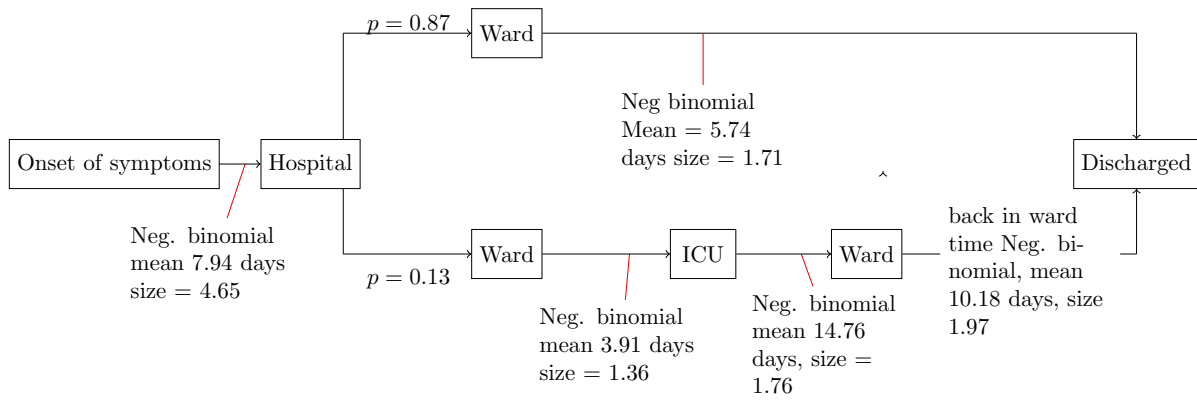 p = 0.87
Ward
Neg binomial
Mean = 5.74
days size = 1.71
Onset of symptoms
Hospital
Discharged
Neg. binomial
mean 7.94 days
size = 4.65
p = 0.13
Ward
ICU
Ward
back in ward
time Neg. bi-
nomial, mean
10.18 days, size
1.97
Neg. binomial
mean 3.91 days
size = 1.36
Neg. binomial
mean 14.76
days, size =
1.76